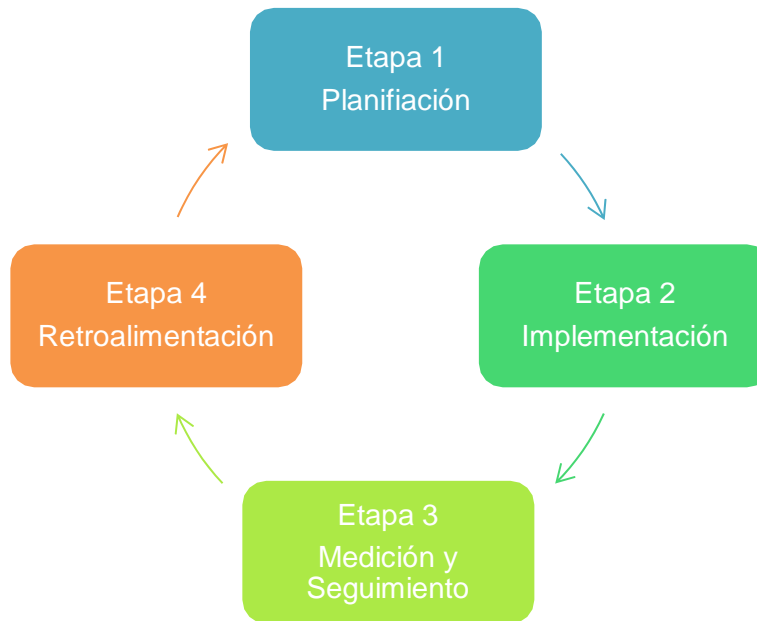 Etapa 1
Planifiación
Etapa 2
Implementación
Etapa 3
Medición y
Seguimiento
Etapa 4
Retroalimentación